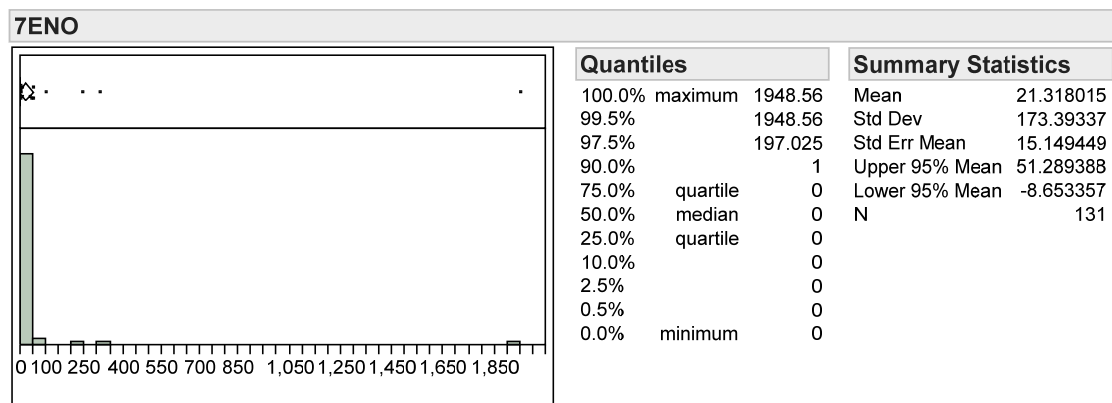 7ENO
0 100 250 400 550 700 850 1,050 1,250 1,450 1,650 1,850
Quantiles
100.0% maximum 1948.56
99.5% 1948.56
97.5% 197.025
90.0% 1
75.0% quartile 0
50.0% median 0
25.0% quartile 0
10.0% 0
2.5% 0
0.5% 0
0.0% minimum 0
Summary Statistics
Mean 21.318015
Std Dev 173.39337
Std Err Mean 15.149449
Upper 95% Mean 51.289388
Lower 95% Mean -8.653357
N 131